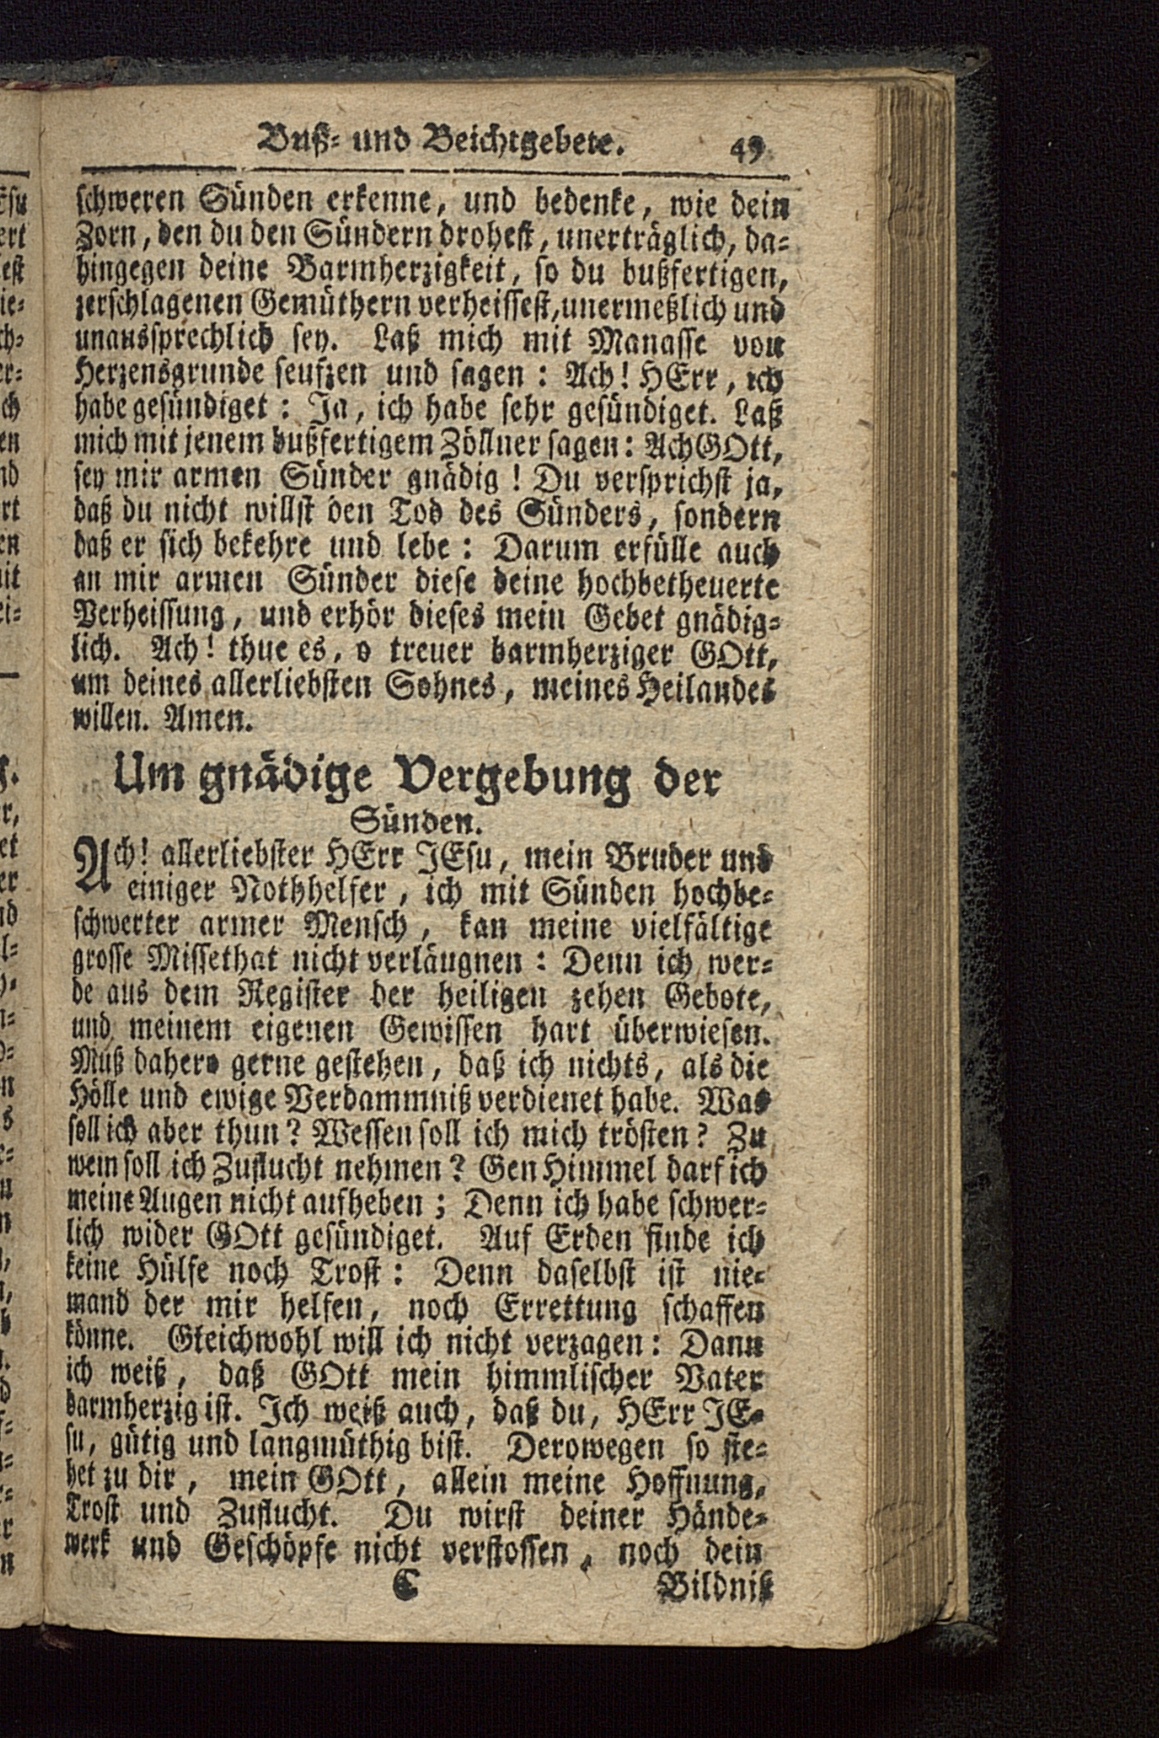 Buß- und Beichtgebete. 49
schweren Sünden erkenne, und bedenke, wie dein
Zorn, den du den Sündern drohest, unerträglich, da-
hingegen deine Barmherzigkeit, so du bußfertigen,
zerschlagenen Gemüthern verheissest, unermeßlich und
unaussprechlich sey. Laß mich mit Manasse von
Herzensgrunde seufzen und sagen: Ach! HErr, ich
habe gesündiget: Ja, ich habe sehr gesündiget. Laß
mich mit jenem bußfertigem Zöllner sagen: Ach GOtt,
sey mir armen Sünder gnädig! Du versprichst ja,
daß du nicht willst den Tod des Sünders, sondern
daß er sich bekehre und lebe: Darum erfülle auch
an mir armen Sünder diese deine hochbetheuerte
Verheissung, und erhör dieses mein Gebet gnädig-
lich. Ach! thue es, o treuer barmherziger GOtt,
um deines allerliebsten Sohnes, meines Heilandes
willen. Amen.
Um gnädige Vergebung der
Sünden.
Ach! allerliebster HErr JEsu, mein Bruder und
einiger Nothhelfer, ich mit Sünden hochbe-
schwerter armer Mensch, kan meine vielfältige
grosse Missethat nicht verläugnen: Denn ich wer-
de aus dem Register der heiligen zehen Gebote,
und meinem eigenen Gewissen hart überwiesen.
Muß dahero gerne gestehen, daß ich nichts, als die
Hölle und ewige Verdammniß verdienet habe. Was
soll ich aber thun? Wessen soll ich mich trösten? Zu
wem soll ich Zuflucht nehmen? Gen Himmel darf ich
meine Augen nicht aufheben; Denn ich habe schwer-
lich wider GOtt gesündiget. Auf Erden finde ich
keine Hülfe noch Trost: Denn daselbst ist nie-
mand der mir helfen, noch Errettung schaffen
könne. Gleichwohl will ich nicht verzagen: Dann
ich weiß, daß GOtt mein himmlischer Vater
barmherzig ist. Ich weiß auch, daß du, HErr JE-
su, gütig und langmüthig bist. Derowegen so ste-
het zu dir, mein GOtt, allein meine Hoffnung,
Trost und Zuflucht. Du wirst deiner Hände-
werk und Geschöpfe nicht verstossen, noch dein
C Bildniß